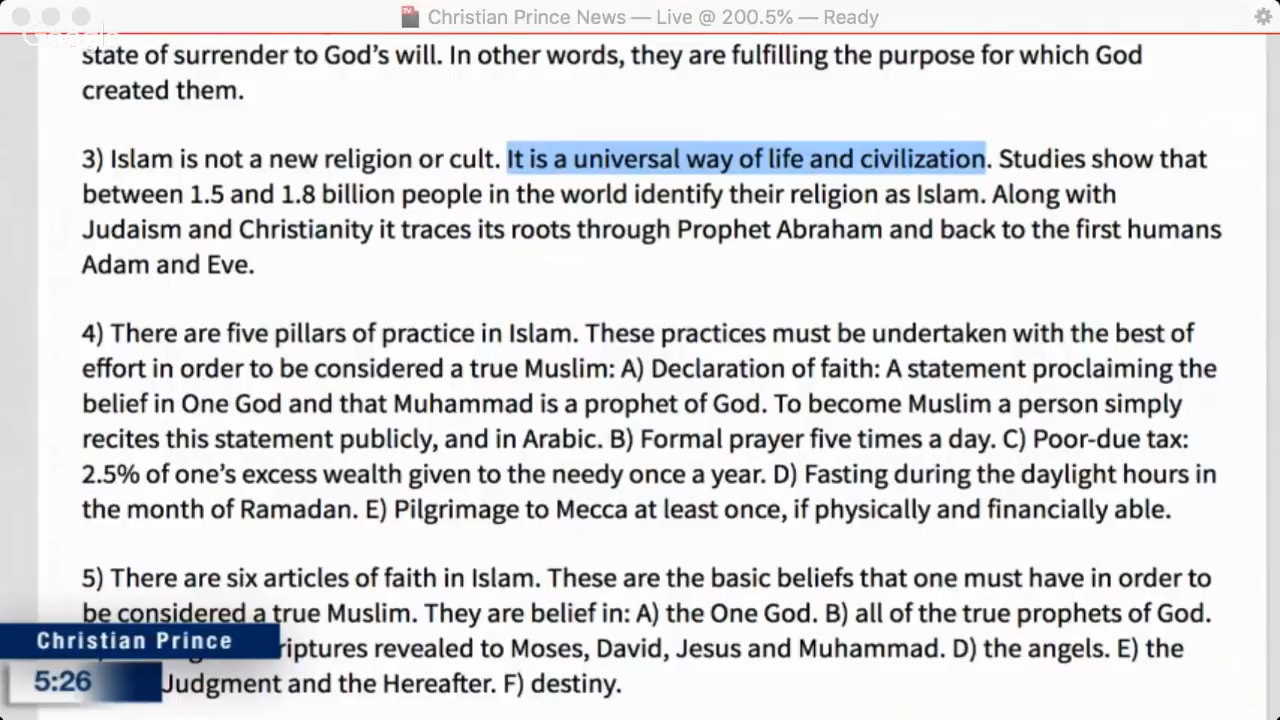 Christian Prince News — Live @ 200.5% — Ready
Google
state of surrender to God's will. In other words, they are fulfilling the purpose for which God
created them.
3) Islam is not a new religion or cult. It is a universal way of life and civilization. Studies show that
between 1.5 and 1.8 billion people in the world identify their religion as Islam. Along with
Judaism and Christianity it traces its roots through Prophet Abraham and back to the first humans
Adam and Eve.
4) There are five pillars of practice in Islam. These practices must be undertaken with the best of
effort in order to be considered a true Muslim: A) Declaration of faith: A statement proclaiming the
belief in One God and that Muhammad is a prophet of God. To become Muslim a person simply
recites this statement publicly, and in Arabic. B) Formal prayer five times a day. C) Poor-due tax:
2.5% of one's excess wealth given to the needy once a year. D) Fasting during the daylight hours in
the month of Ramadan. E) Pilgrimage to Mecca at least once, if physically and financially able.
5) There are six articles of faith in Islam. These are the basic beliefs that one must have in order to
be considered a true Muslim. They are belief in: A) the One God. B) all of the true prophets of God.
Christian Prince
riptures revealed to Moses, David, Jesus and Muhammad. D) the angels. E) the
5:26
Judgment and the Hereafter. F) destiny.